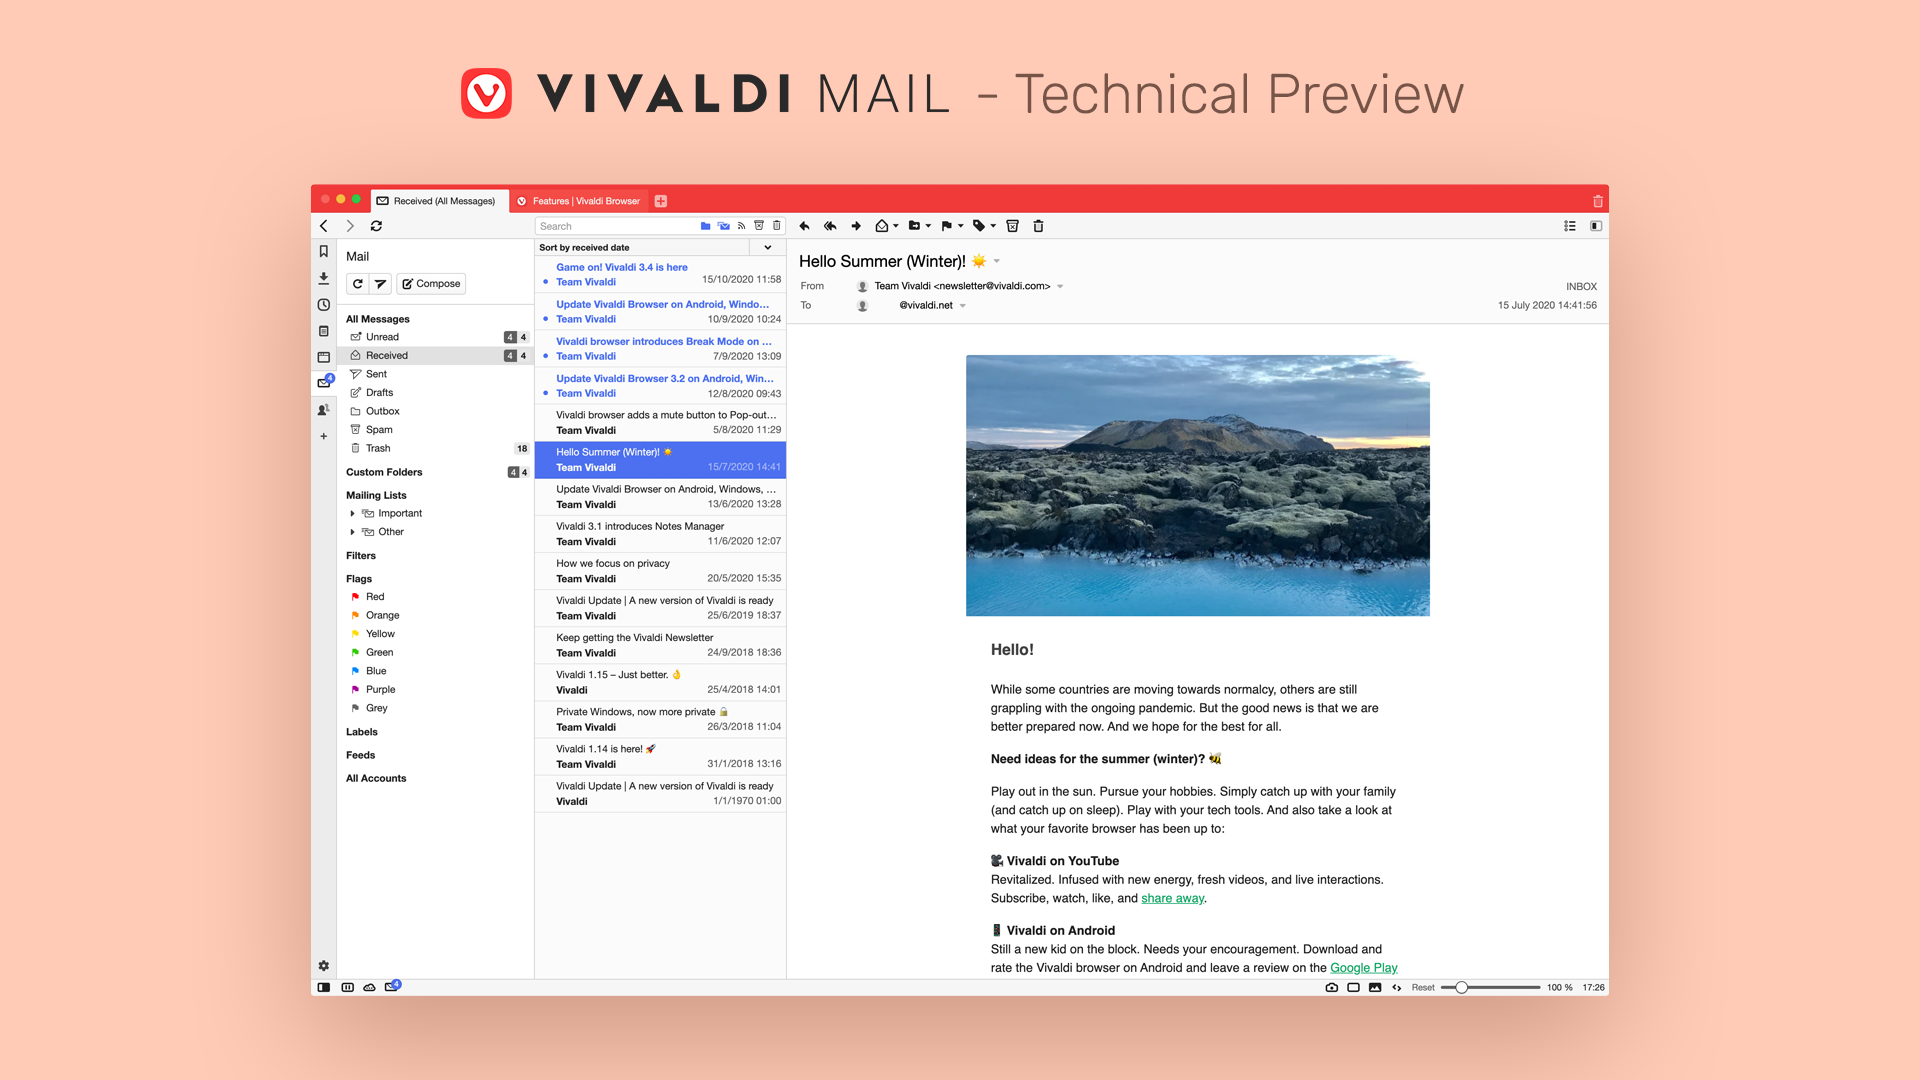 VIVALDI MAIL - Technical Preview
Received (All Messages)
Features | Vivaldi Browser
Search
Mail
Compose
All Messages
Unread 4 4
Received 4 4
Sent
Drafts
Outbox
Spam
Trash 18
Custom Folders 4 4
Mailing Lists
Important
Other
Filters
Flags
Red
Orange
Yellow
Green
Blue
Purple
Grey
Labels
Feeds
All Accounts
4
Sort by received date
Game on! Vivaldi 3.4 is here
Team Vivaldi 15/10/2020 11:58
Update Vivaldi Browser on Android, Windo...
Team Vivaldi 10/9/2020 10:24
Vivaldi browser introduces Break Mode on ...
Team Vivaldi 7/9/2020 13:09
Update Vivaldi Browser 3.2 on Android, Win...
Team Vivaldi 12/8/2020 09:43
Vivaldi browser adds a mute button to Pop-out...
Team Vivaldi 5/8/2020 11:29
Hello Summer (Winter)! ☀️
Team Vivaldi 15/7/2020 14:41
Update Vivaldi Browser on Android, Windows, ...
Team Vivaldi 13/6/2020 13:28
Vivaldi 3.1 introduces Notes Manager
Team Vivaldi 11/6/2020 12:07
How we focus on privacy
Team Vivaldi 20/5/2020 15:35
Vivaldi Update | A new version of Vivaldi is ready
Team Vivaldi 25/6/2019 18:37
Keep getting the Vivaldi Newsletter
Team Vivaldi 24/9/2018 18:36
Vivaldi 1.15 – Just better. 👌
Vivaldi 25/4/2018 14:01
Private Windows, now more private 🔒
Team Vivaldi 26/3/2018 11:04
Vivaldi 1.14 is here! 🚀
Team Vivaldi 31/1/2018 13:16
Vivaldi Update | A new version of Vivaldi is ready
Vivaldi 1/1/1970 01:00
Hello Summer (Winter)! ☀️
From Team Vivaldi <newsletter@vivaldi.com> INBOX
To @vivaldi.net 15 July 2020 14:41:56
Hello!
While some countries are moving towards normalcy, others are still
grappling with the ongoing pandemic. But the good news is that we are
better prepared now. And we hope for the best for all.
Need ideas for the summer (winter)? 🐝
Play out in the sun. Pursue your hobbies. Simply catch up with your family
(and catch up on sleep). Play with your tech tools. And also take a look at
what your favorite browser has been up to:
🎥 Vivaldi on YouTube
Revitalized. Infused with new energy, fresh videos, and live interactions.
Subscribe, watch, like, and share away.
📱 Vivaldi on Android
Still a new kid on the block. Needs your encouragement. Download and
rate the Vivaldi browser on Android and leave a review on the Google Play
4
Reset 100 % 17:26